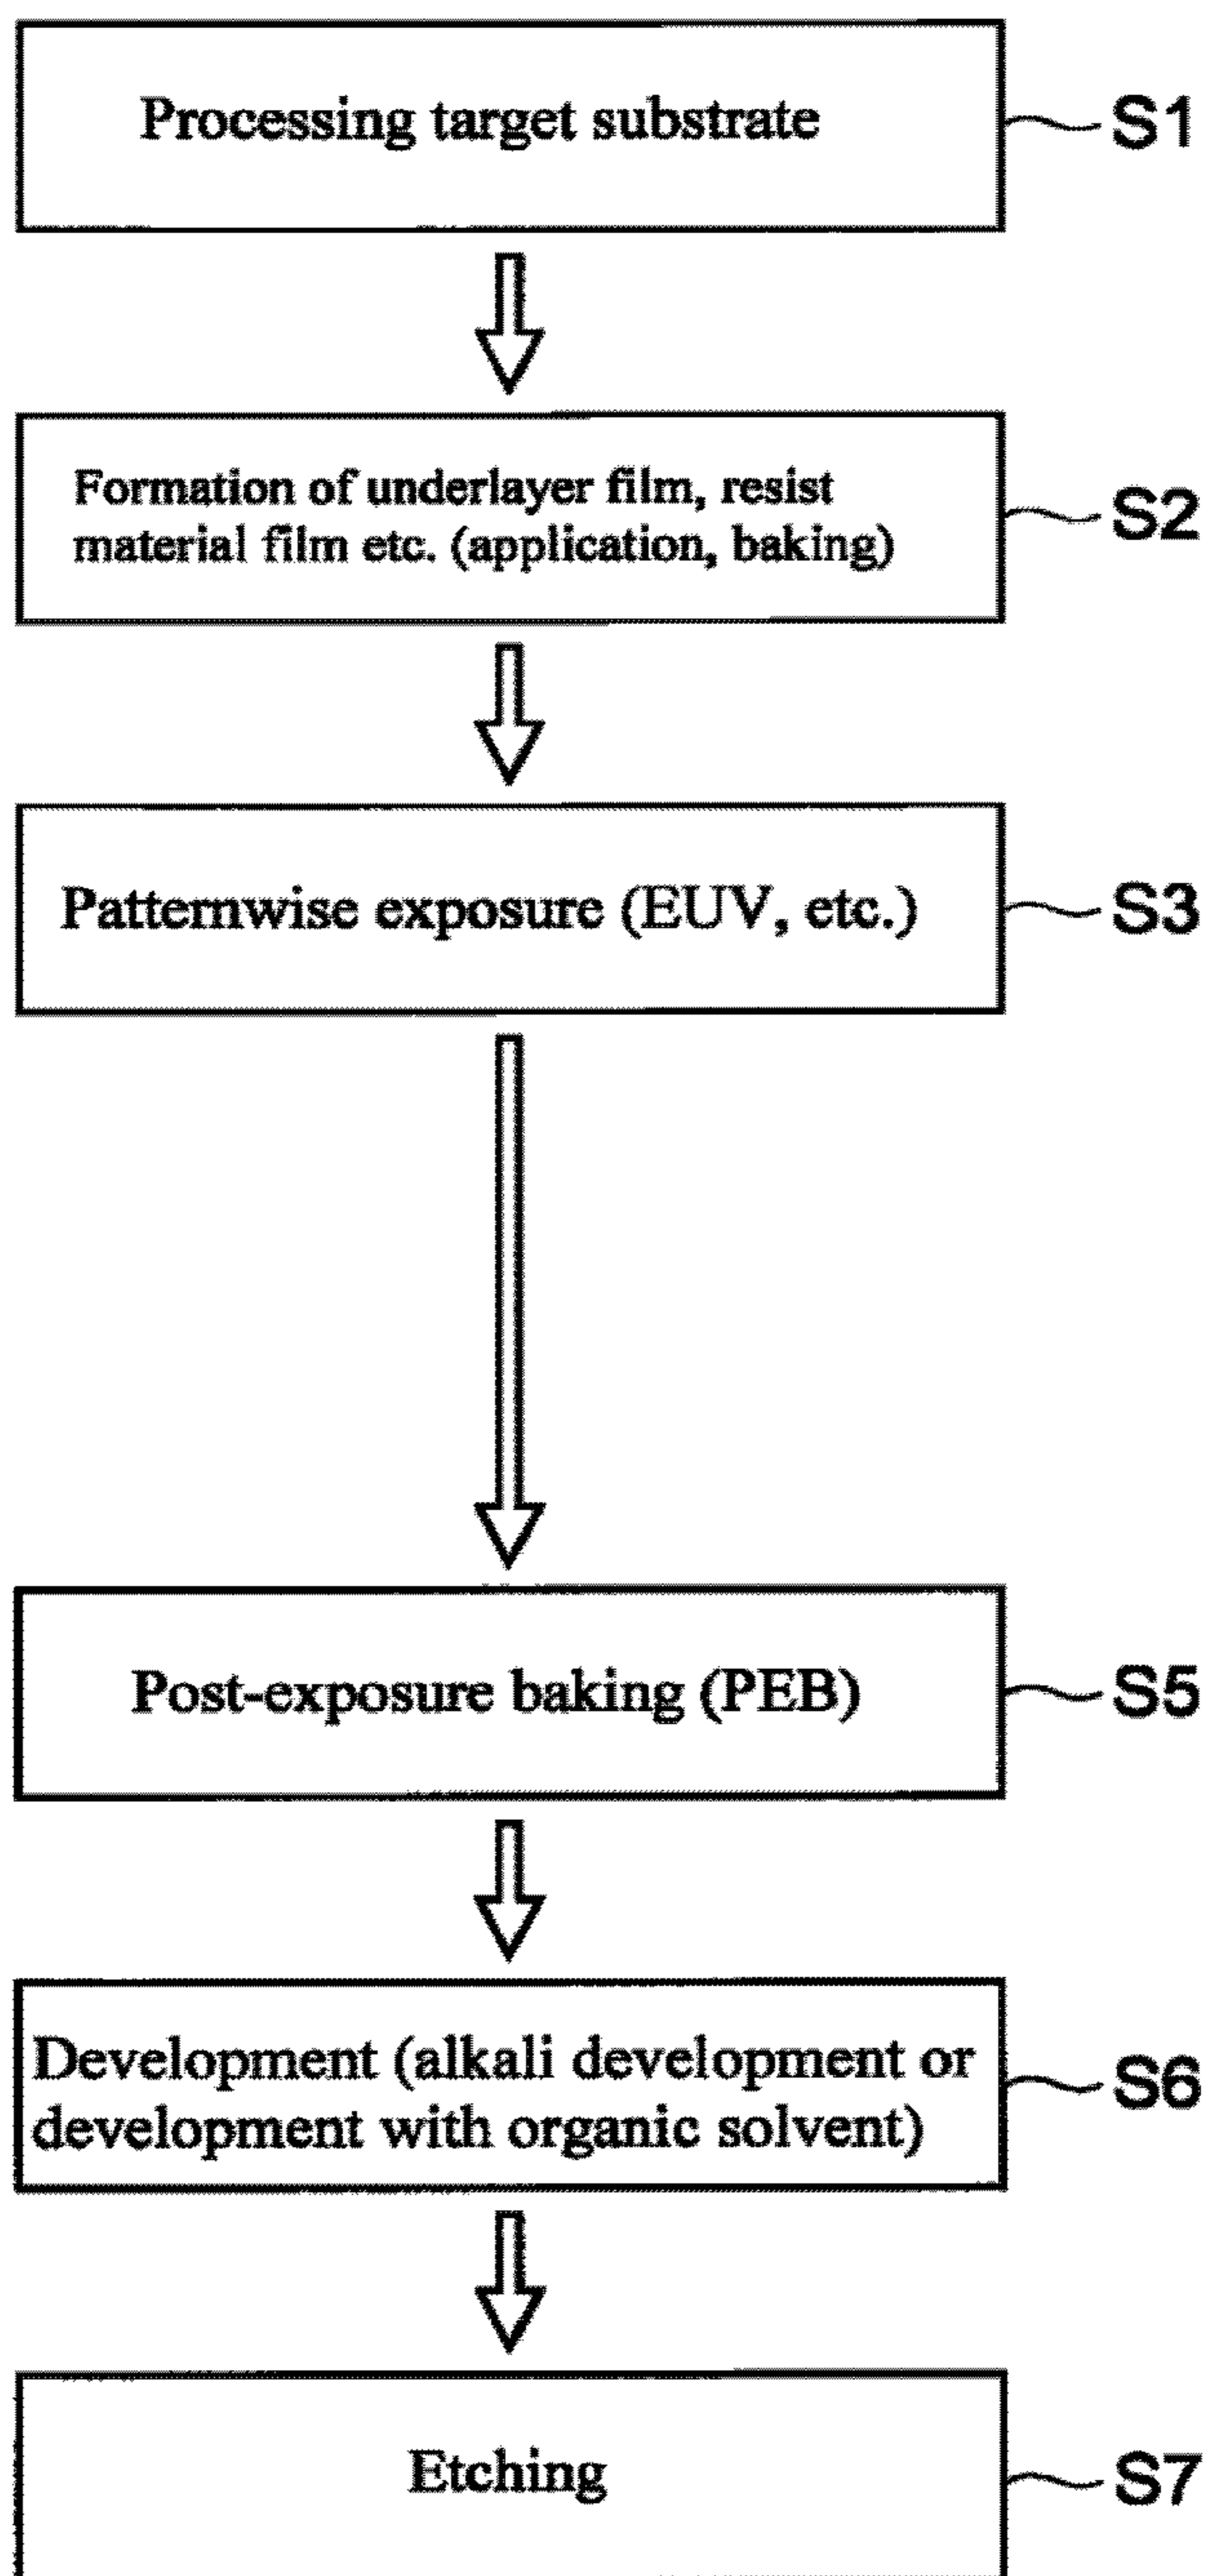 Processing target substrate
S1
Formation of underlayer film, resist
material film etc. (application, baking)
S2
Patternwise exposure (EUV, etc.)
S3
Post-exposure baking (PEB)
S5
Development (alkali development or
development with organic solvent)
S6
Etching
S7